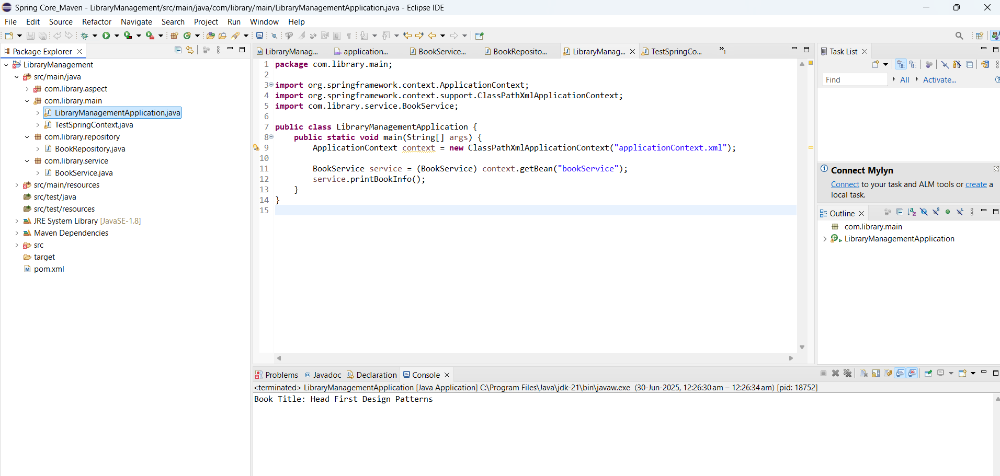 Spring Core_Maven - LibraryManagement/src/main/java/com/library/main/LibraryManagementApplication.java - Eclipse IDE
File Edit Source Refactor Navigate Search Project Run Window Help
Package Explorer
LibraryManagement
src/main/java
com.library.aspect
com.library.main
LibraryManagementApplication.java
TestSpringContext.java
com.library.repository
BookRepository.java
com.library.service
BookService.java
src/main/resources
src/test/java
src/test/resources
JRE System Library [JavaSE-1.8]
Maven Dependencies
src
target
pom.xml
LibraryManag... application... BookService... BookReposito... LibraryManag... TestSpringCo... »1
1 package com.library.main;
2
3 import org.springframework.context.ApplicationContext;
4 import org.springframework.context.support.ClassPathXmlApplicationContext;
5 import com.library.service.BookService;
6
7 public class LibraryManagementApplication {
8 public static void main(String[] args) {
9 ApplicationContext context = new ClassPathXmlApplicationContext("applicationContext.xml");
10
11 BookService service = (BookService) context.getBean("bookService");
12 service.printBookInfo();
13 }
14 }
15
Task List
Find All Activate...
Connect Mylyn
Connect to your task and ALM tools or create a
local task.
Outline
com.library.main
LibraryManagementApplication
Problems @ Javadoc Declaration Console
<terminated> LibraryManagementApplication [Java Application] C:\Program Files\Java\jdk-21\bin\javaw.exe (30-Jun-2025, 12:26:30 am – 12:26:34 am) [pid: 18752]
Book Title: Head First Design Patterns